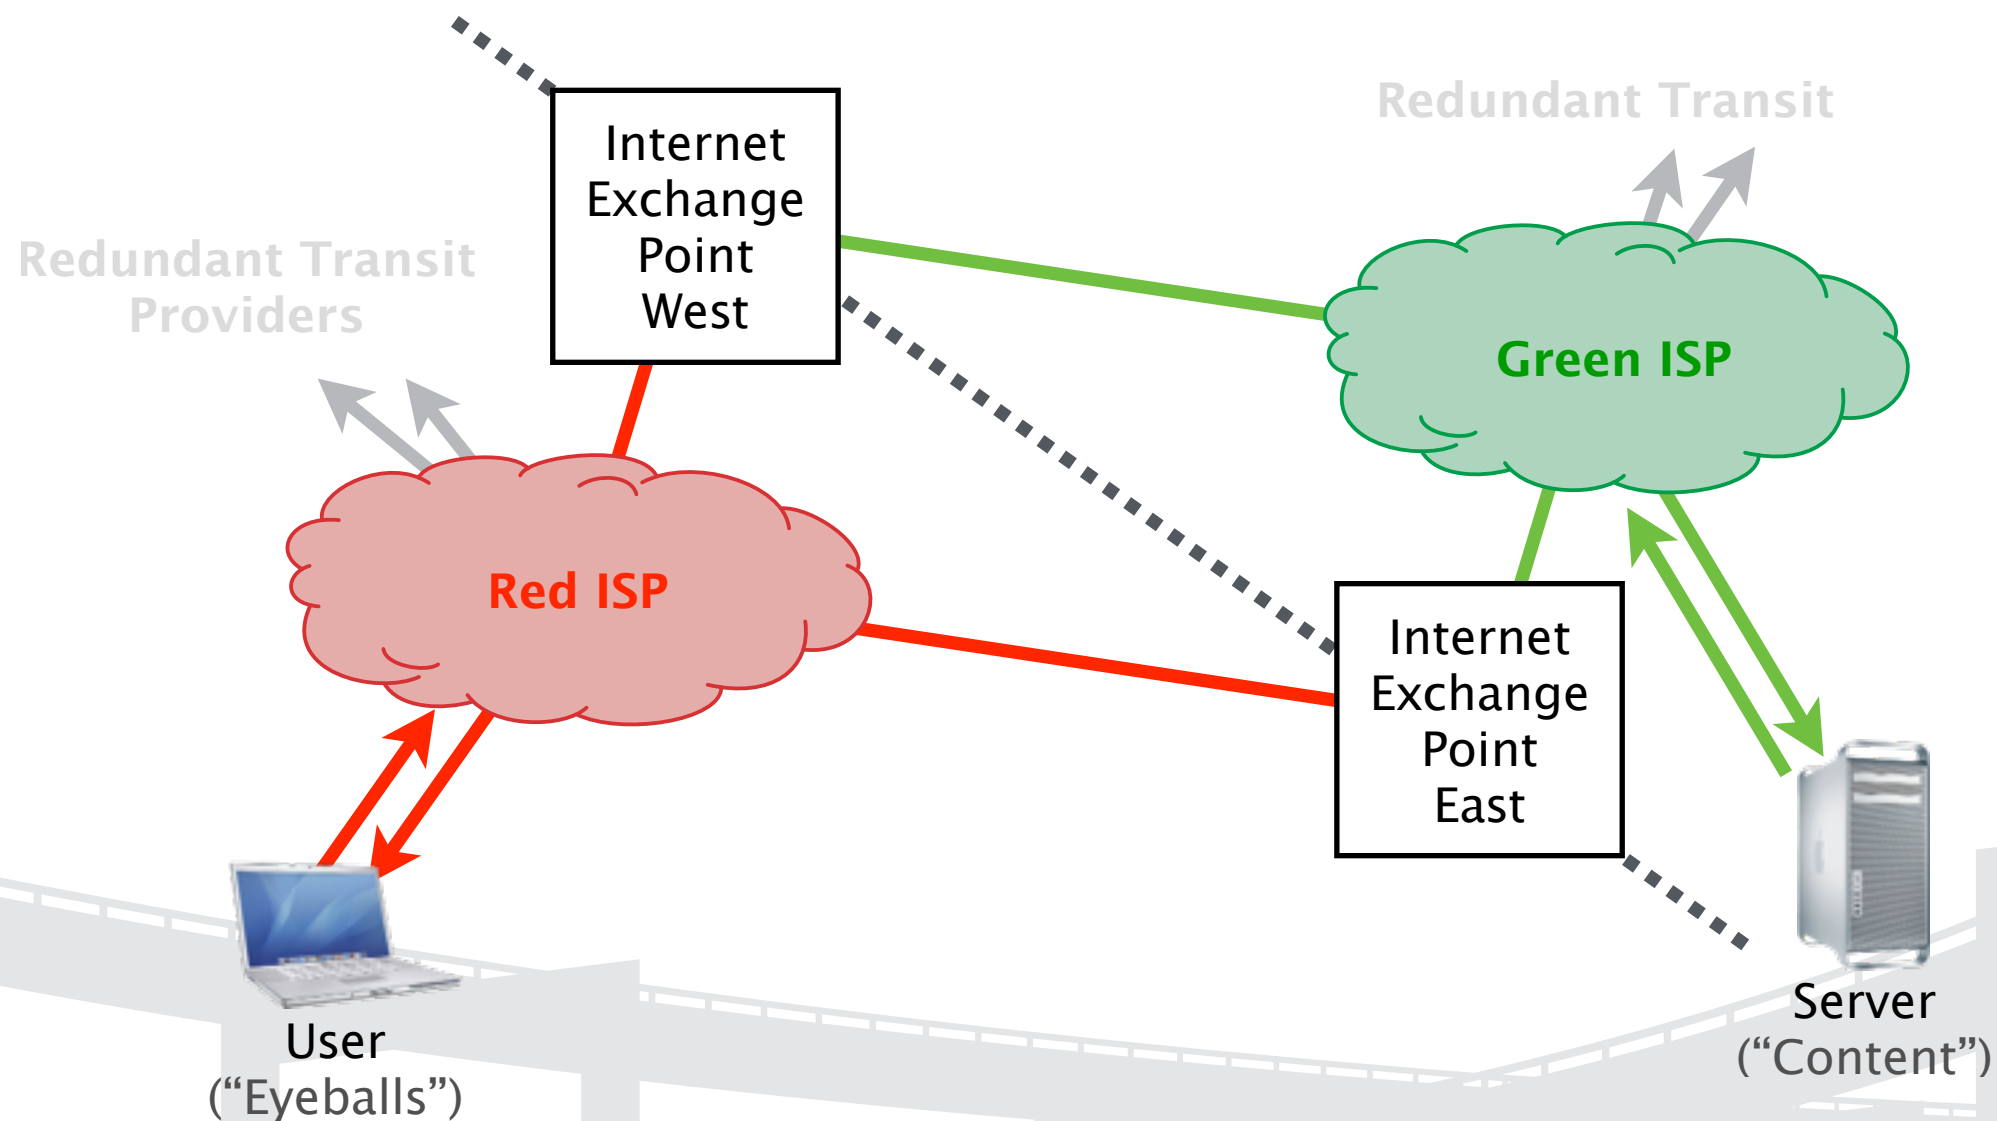 Redundant Transit
Internet
Exchange
Point
West
Redundant Transit
Providers
Green ISP
Red ISP
Internet
Exchange
Point
East
User
(“Eyeballs”)
Server
(“Content”)